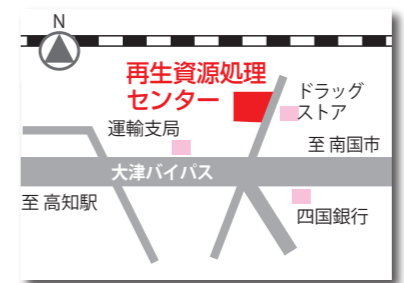 N
再生資源処理
センター
ドラッグ
ストア
運輸支局
至 南国市
大津バイパス
至 高知駅
四国銀行